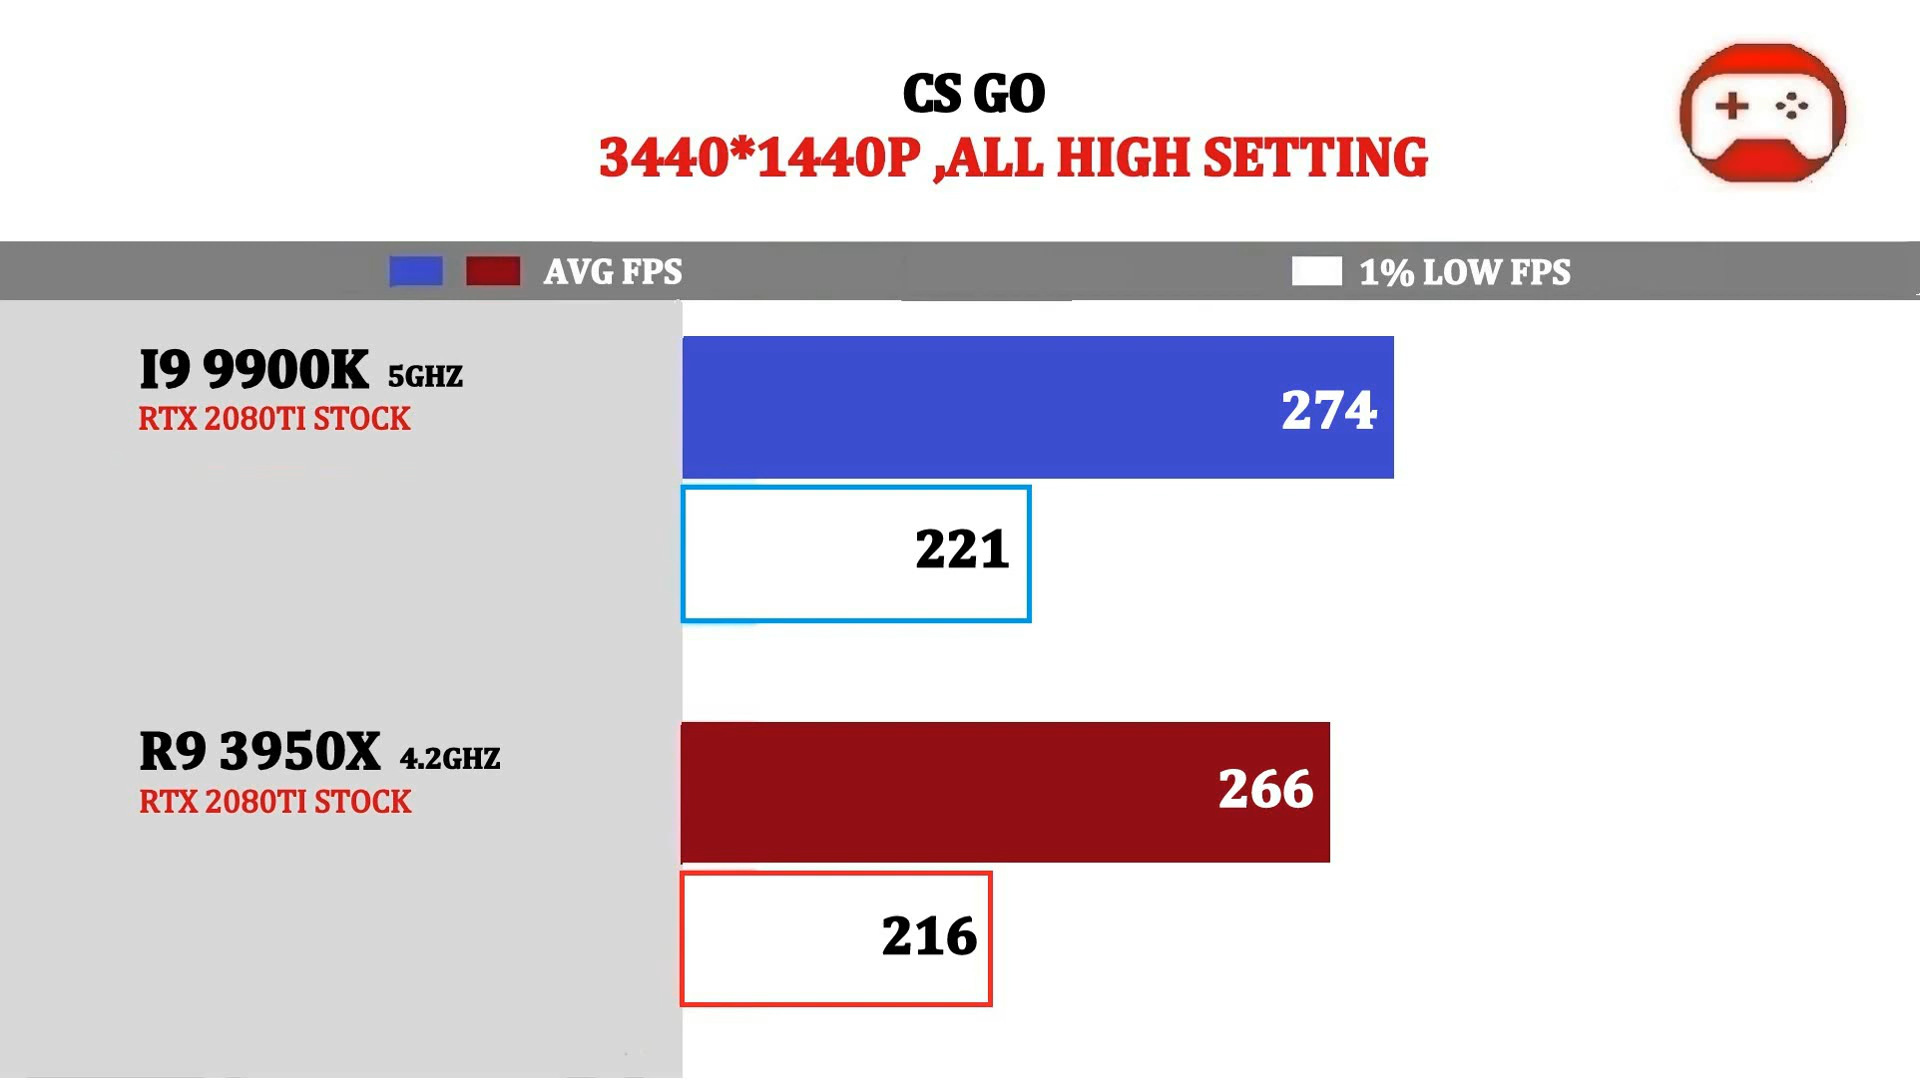 CS GO
3440*1440P ,ALL HIGH SETTING
AVG FPS
1% LOW FPS
I9 9900K 5GHZ
RTX 2080TI STOCK
274
221
R9 3950X 4.2GHZ
RTX 2080TI STOCK
266
216